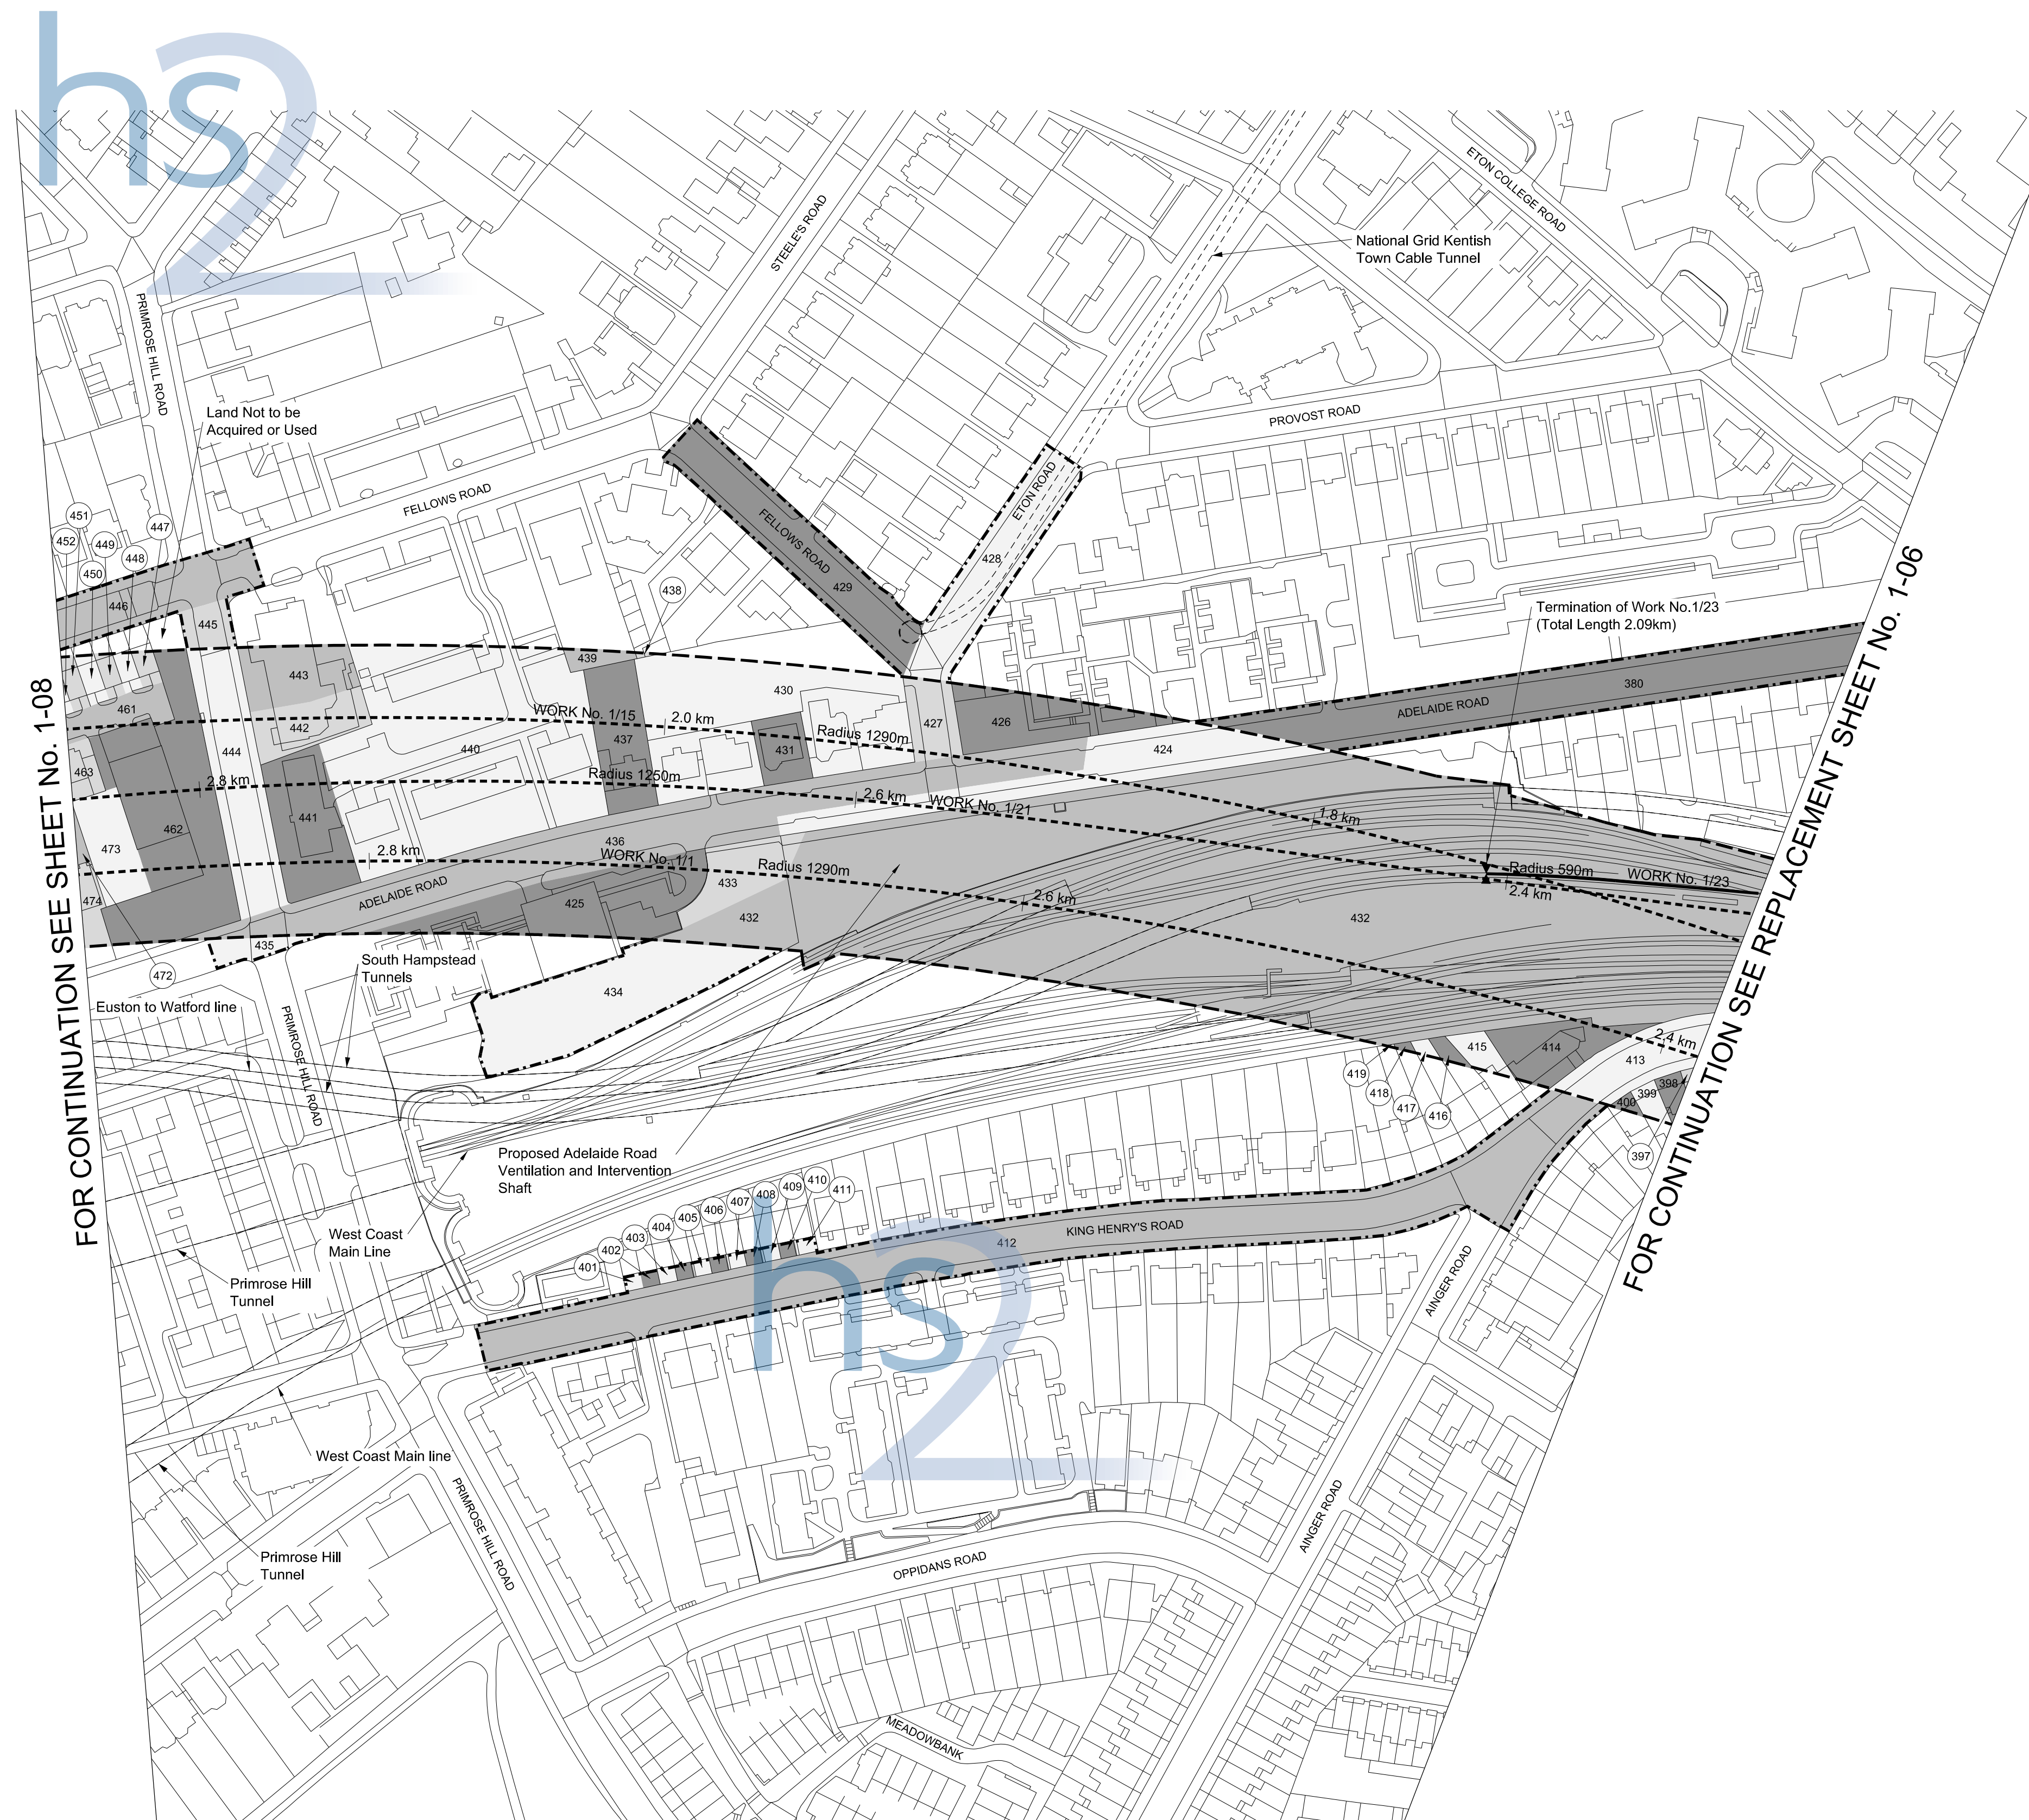 hs2
STEELE'S ROAD
ETON COLLEGE ROAD
National Grid Kentish
Town Cable Tunnel
PRIMROSE HILL ROAD
Land Not to be
Acquired or Used
PROVOST ROAD
FELLOWS ROAD
ETON ROAD
FELLOWS ROAD
451
452
447
449
448
450
428
429
438
446
445
Termination of Work No.1/23
(Total Length 2.09km)
439
443
430
380
ADELAIDE ROAD
461
WORK No. 1/15
2.0 km
427
426
442
437
431
Radius 1290m
444
440
424
463
2.8 km
Radius 1250m
2.6 km
WORK No. 1/21
441
462
1.8 km
473
2.8 km
436
WORK No. 1/1
Radius 1290m
Radius 590m
WORK No. 1/23
433
2.4 km
474
ADELAIDE ROAD
425
2.6 km
432
432
435
South Hampstead
Tunnels
472
434
Euston to Watford line
PRIMROSE HILL ROAD
2.4 km
415
414
413
419
418
417
416
398
399
400
397
Proposed Adelaide Road
Ventilation and Intervention
Shaft
401
402
403
404
405
406
407
408
409
410
411
West Coast
Main Line
KING HENRY'S ROAD
412
hs2
Primrose Hill
Tunnel
AINGER ROAD
West Coast Main line
PRIMROSE HILL ROAD
AINGER ROAD
Primrose Hill
Tunnel
OPPIDANS ROAD
MEADOWBANK
FOR CONTINUATION SEE SHEET No. 1-08
FOR CONTINUATION SEE REPLACEMENT SHEET No. 1-06